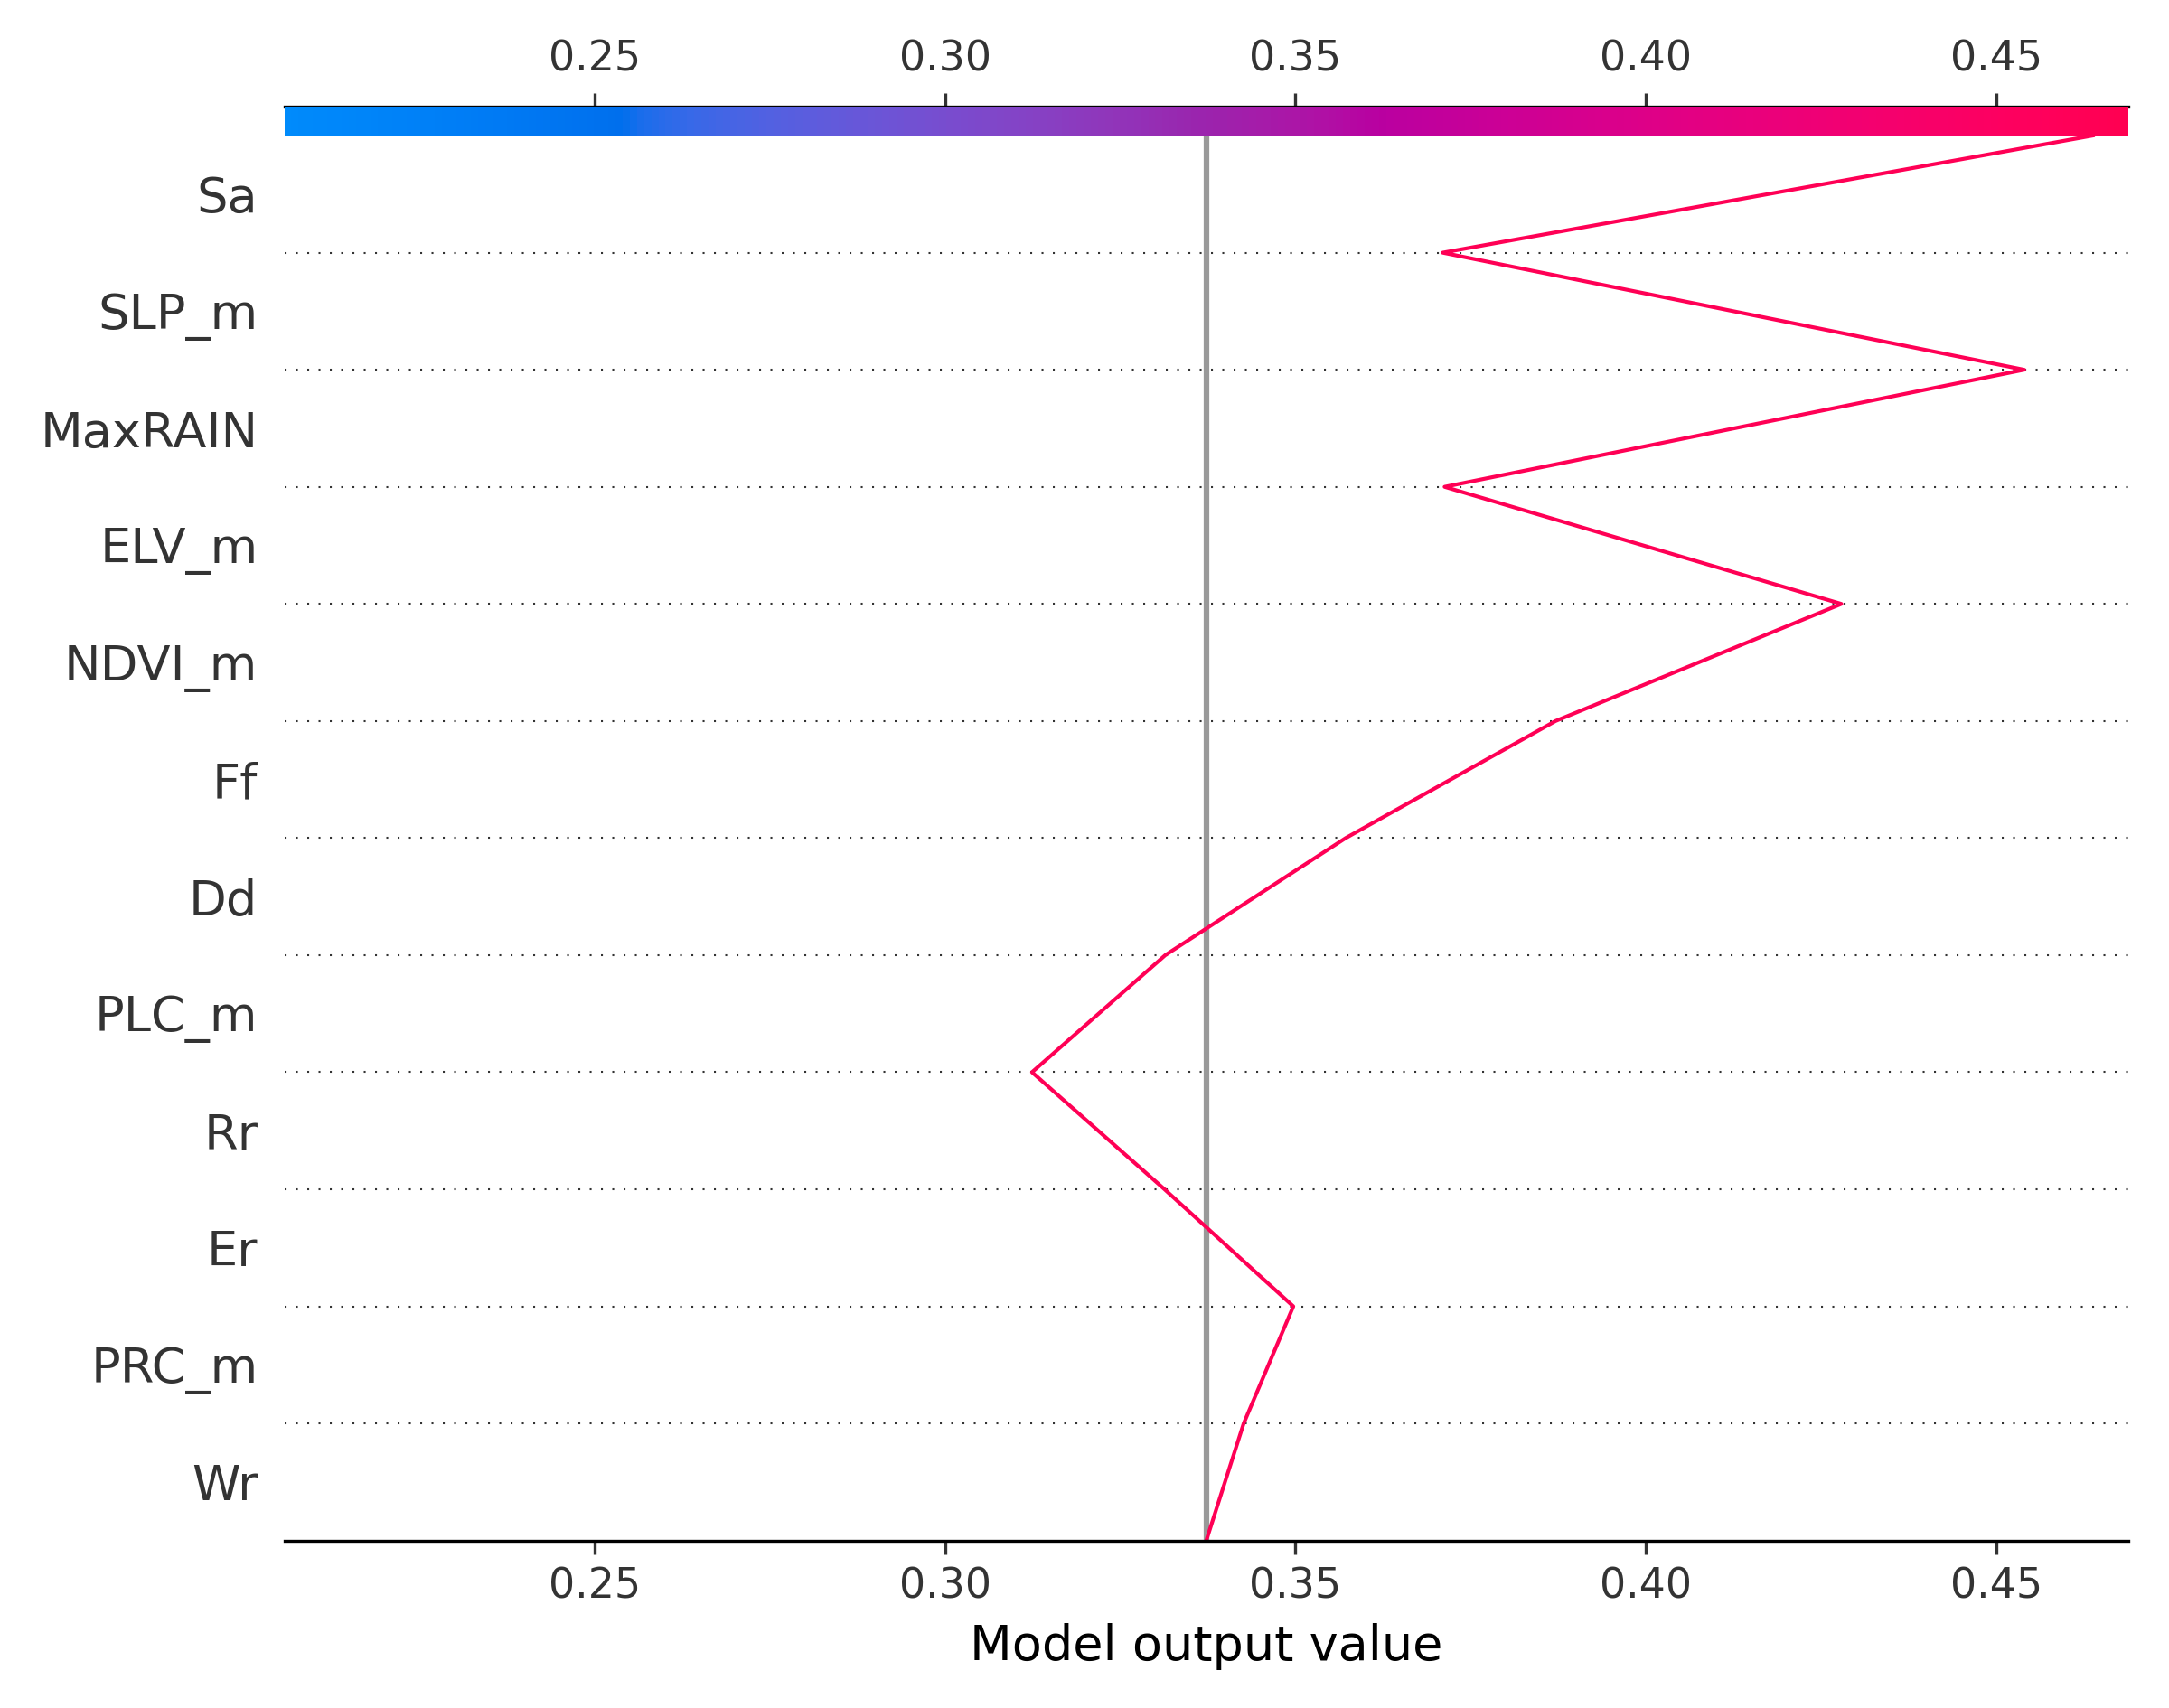 0.25 0.30 0.35 0.40 0.45
Sa
SLP_m
MaxRAIN
ELV_m
NDVI_m
Ff
Dd
PLC_m
Rr
Er
PRC_m
Wr
0.25 0.30 0.35 0.40 0.45
Model output value